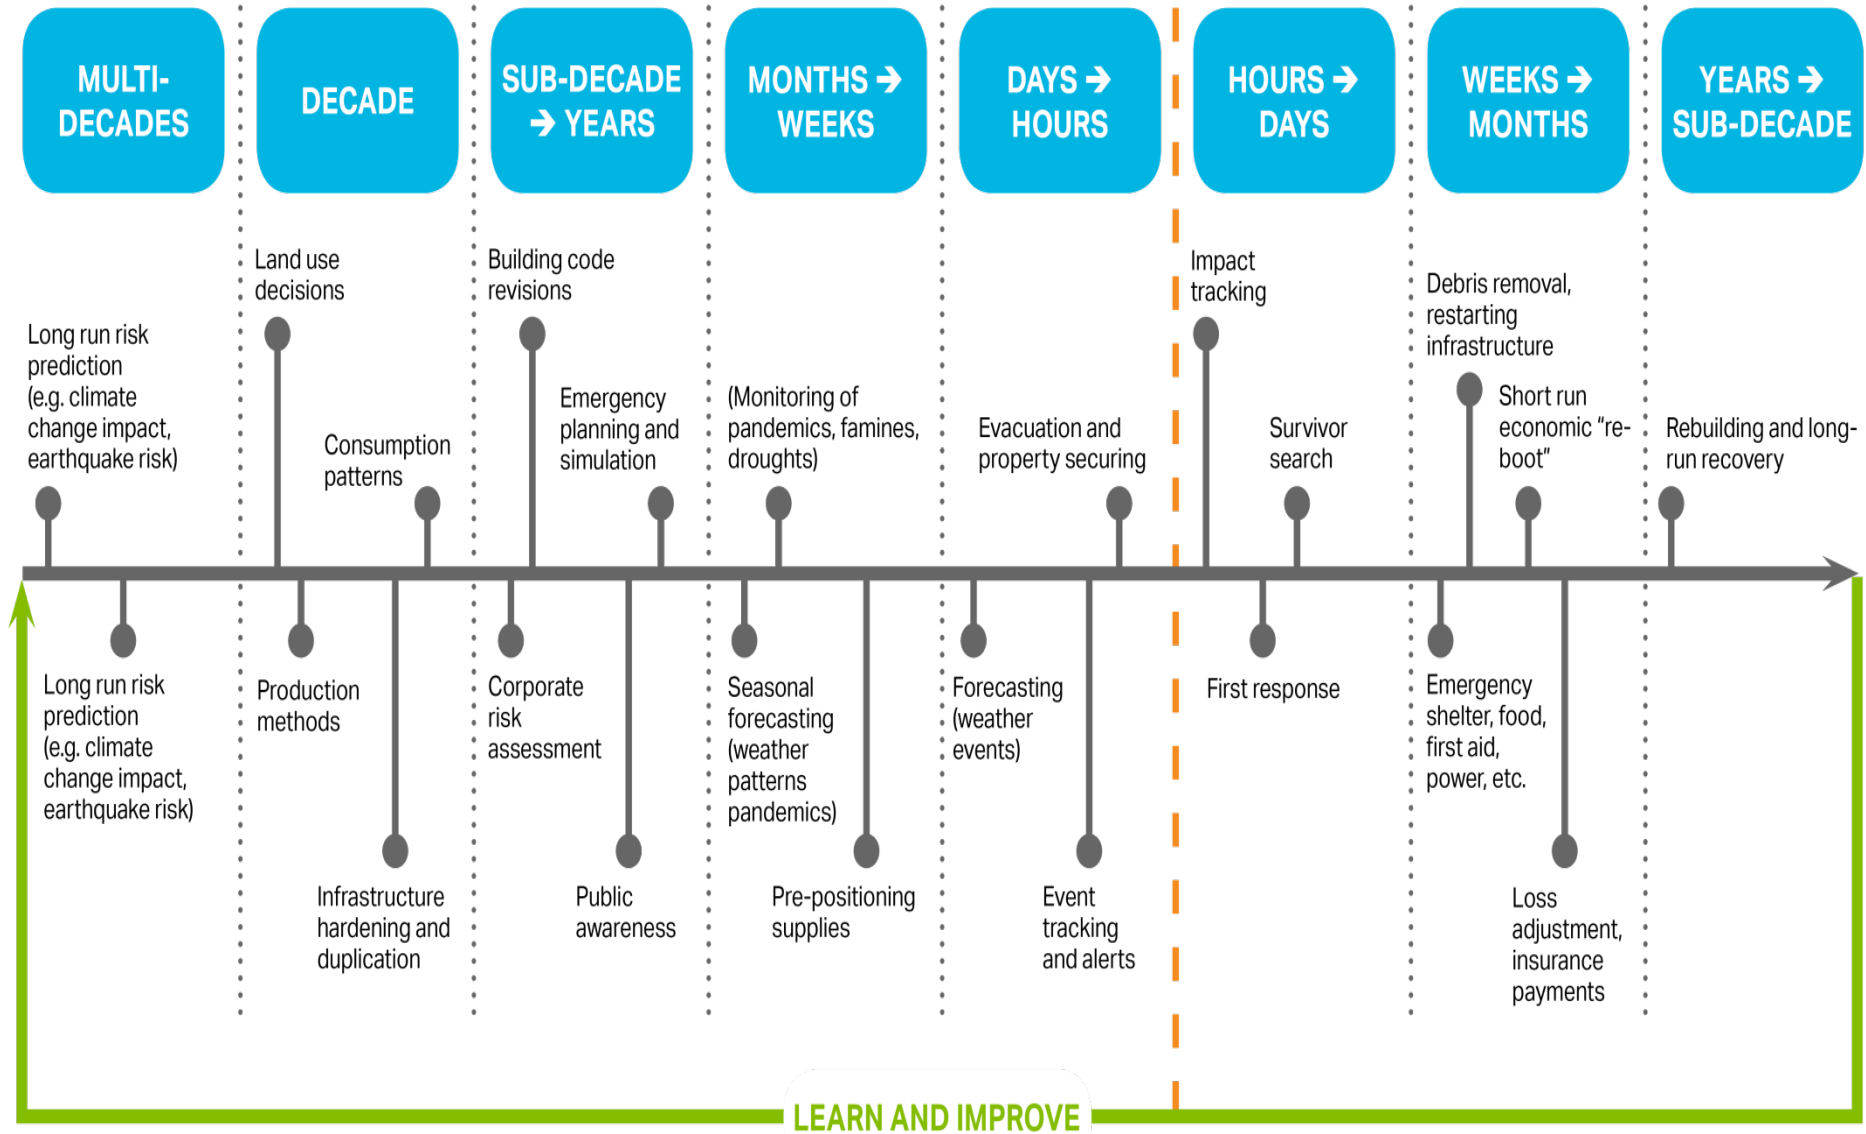 MULTI-
DECADES
DECADE
SUB-DECADE
→ YEARS
MONTHS →
WEEKS
DAYS →
HOURS
HOURS →
DAYS
WEEKS →
MONTHS
YEARS →
SUB-DECADE
Long run risk
prediction
(e.g. climate
change impact,
earthquake risk)
Land use
decisions
Consumption
patterns
Building code
revisions
Emergency
planning and
simulation
(Monitoring of
pandemics, famines,
droughts)
Evacuation and
property securing
Impact
tracking
Survivor
search
Debris removal,
restarting
infrastructure
Short run
economic “re-
boot”
Rebuilding and long-
run recovery
Long run risk
prediction
(e.g. climate
change impact,
earthquake risk)
Production
methods
Infrastructure
hardening and
duplication
Corporate
risk
assessment
Public
awareness
Seasonal
forecasting
(weather
patterns
pandemics)
Pre-positioning
supplies
Forecasting
(weather
events)
Event
tracking
and alerts
First response
Emergency
shelter, food,
first aid,
power, etc.
Loss
adjustment,
insurance
payments
LEARN AND IMPROVE